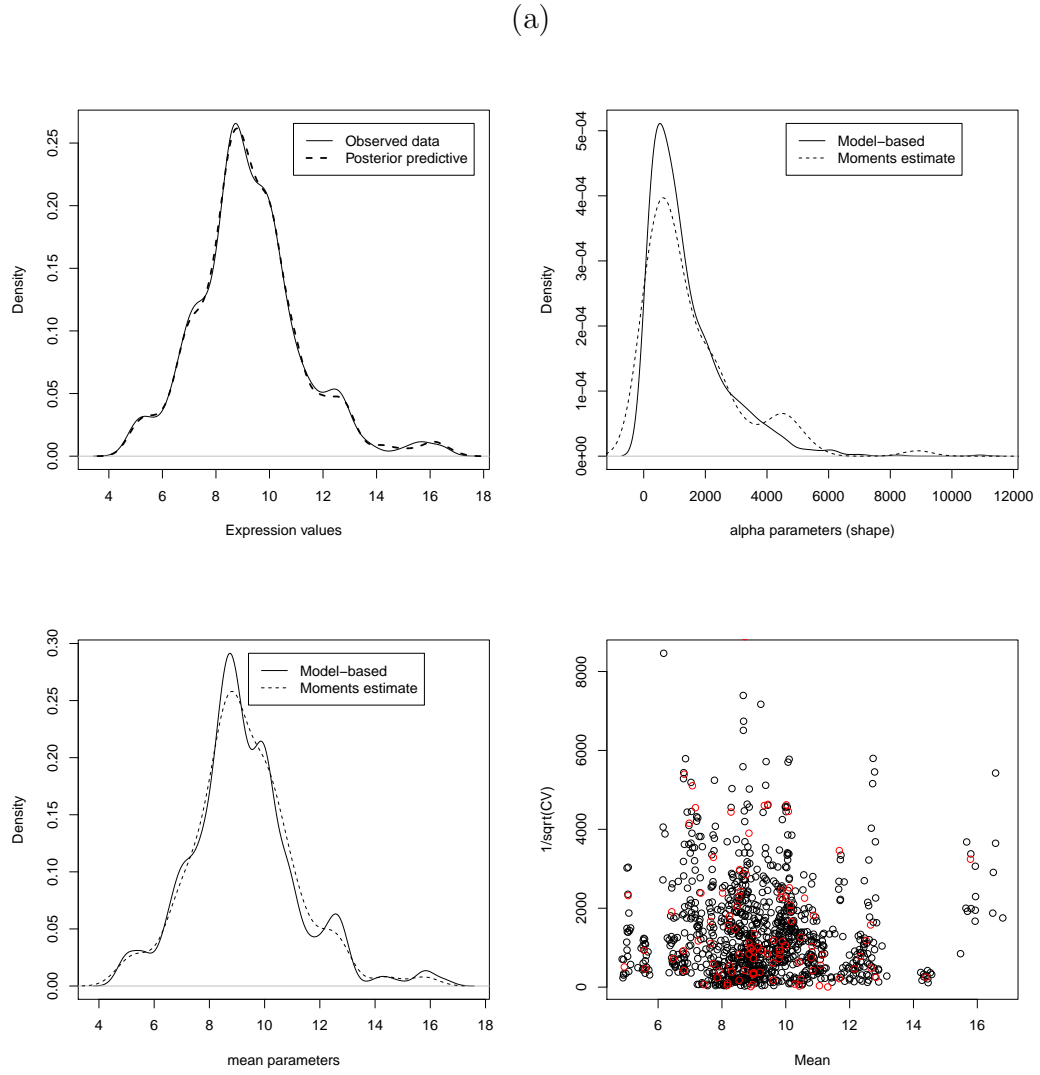 (a)
Density
0.00 0.05 0.10 0.15 0.20 0.25
Observed data
Posterior predictive
4 6 8 10 12 14 16 18
Expression values
Density
0e+00 1e−04 2e−04 3e−04 4e−04 5e−04
Model−based
Moments estimate
0 2000 4000 6000 8000 10000 12000
alpha parameters (shape)
Density
0.00 0.05 0.10 0.15 0.20 0.25 0.30
Model−based
Moments estimate
4 6 8 10 12 14 16 18
mean parameters
1/sqrt(CV)
0 2000 4000 6000 8000
6 8 10 12 14 16
Mean